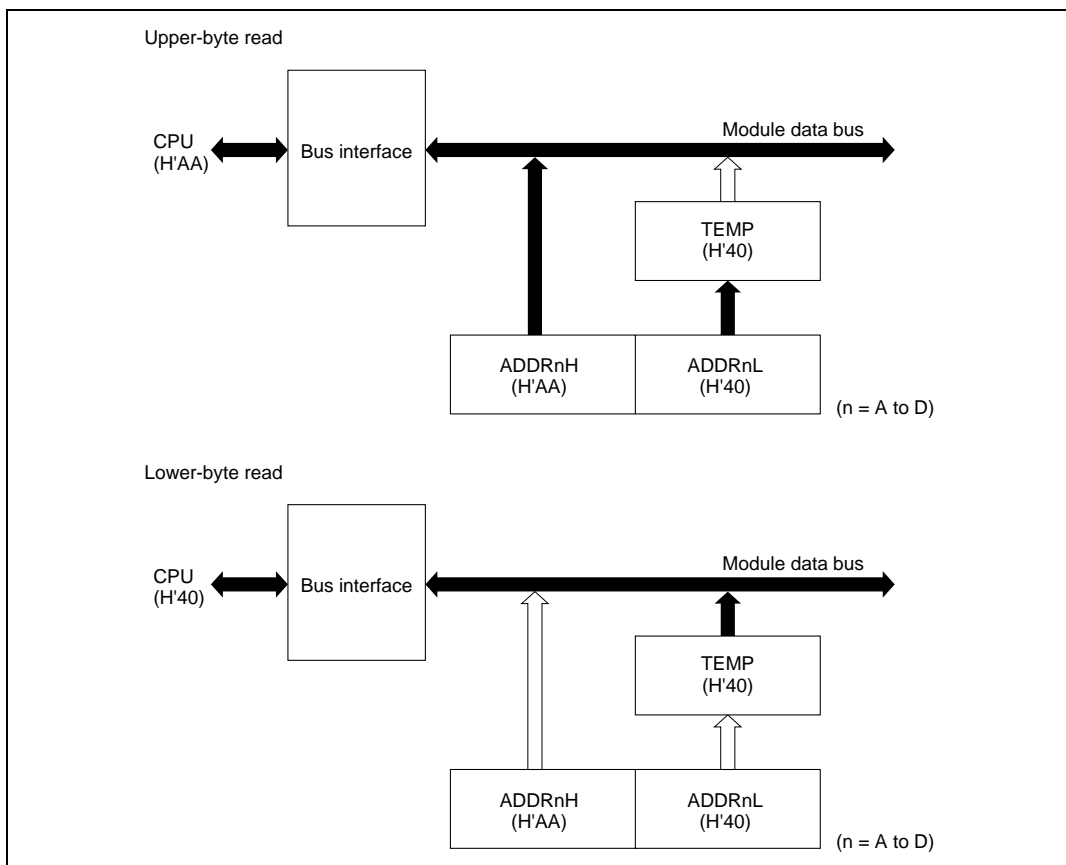 Upper-byte read
CPU
(H'AA)
Bus interface
Module data bus
TEMP
(H'40)
ADDRnH
(H'AA)
ADDRnL
(H'40)
(n = A to D)
Lower-byte read
CPU
(H'40)
Bus interface
Module data bus
TEMP
(H'40)
ADDRnH
(H'AA)
ADDRnL
(H'40)
(n = A to D)